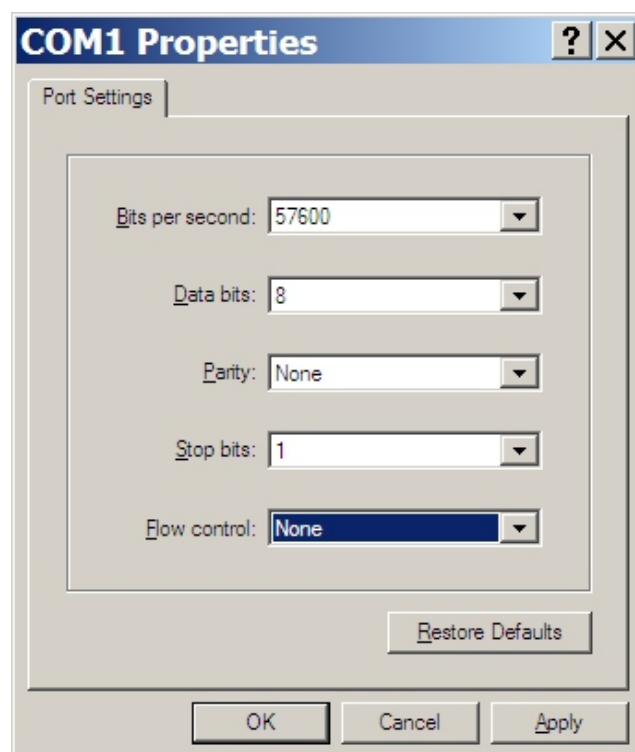 COM1 Properties ? X
Port Settings
Bits per second: 57600
Data bits: 8
Parity: None
Stop bits: 1
Flow control: None
Restore Defaults
OK Cancel Apply